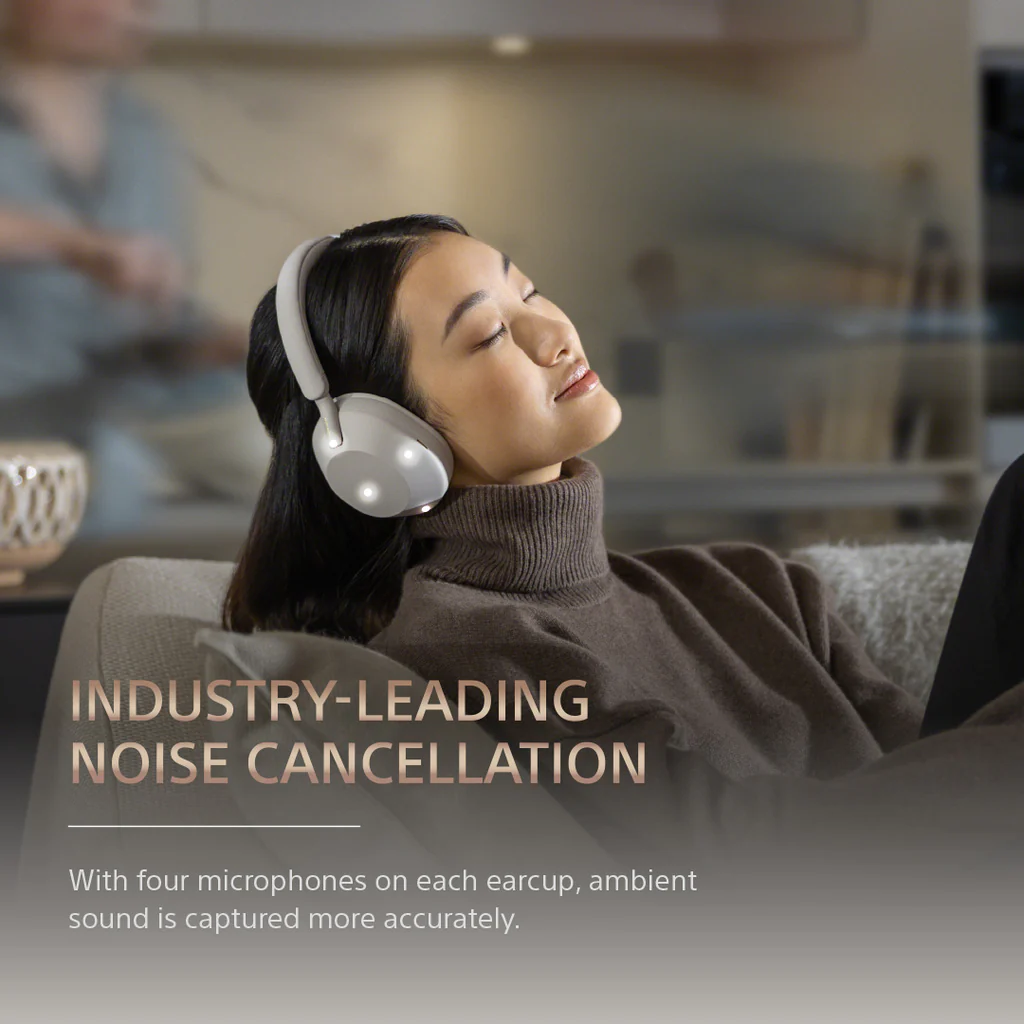 INDUSTRY-LEADING
NOISE CANCELLATION
With four microphones on each earcup, ambient
sound is captured more accurately.